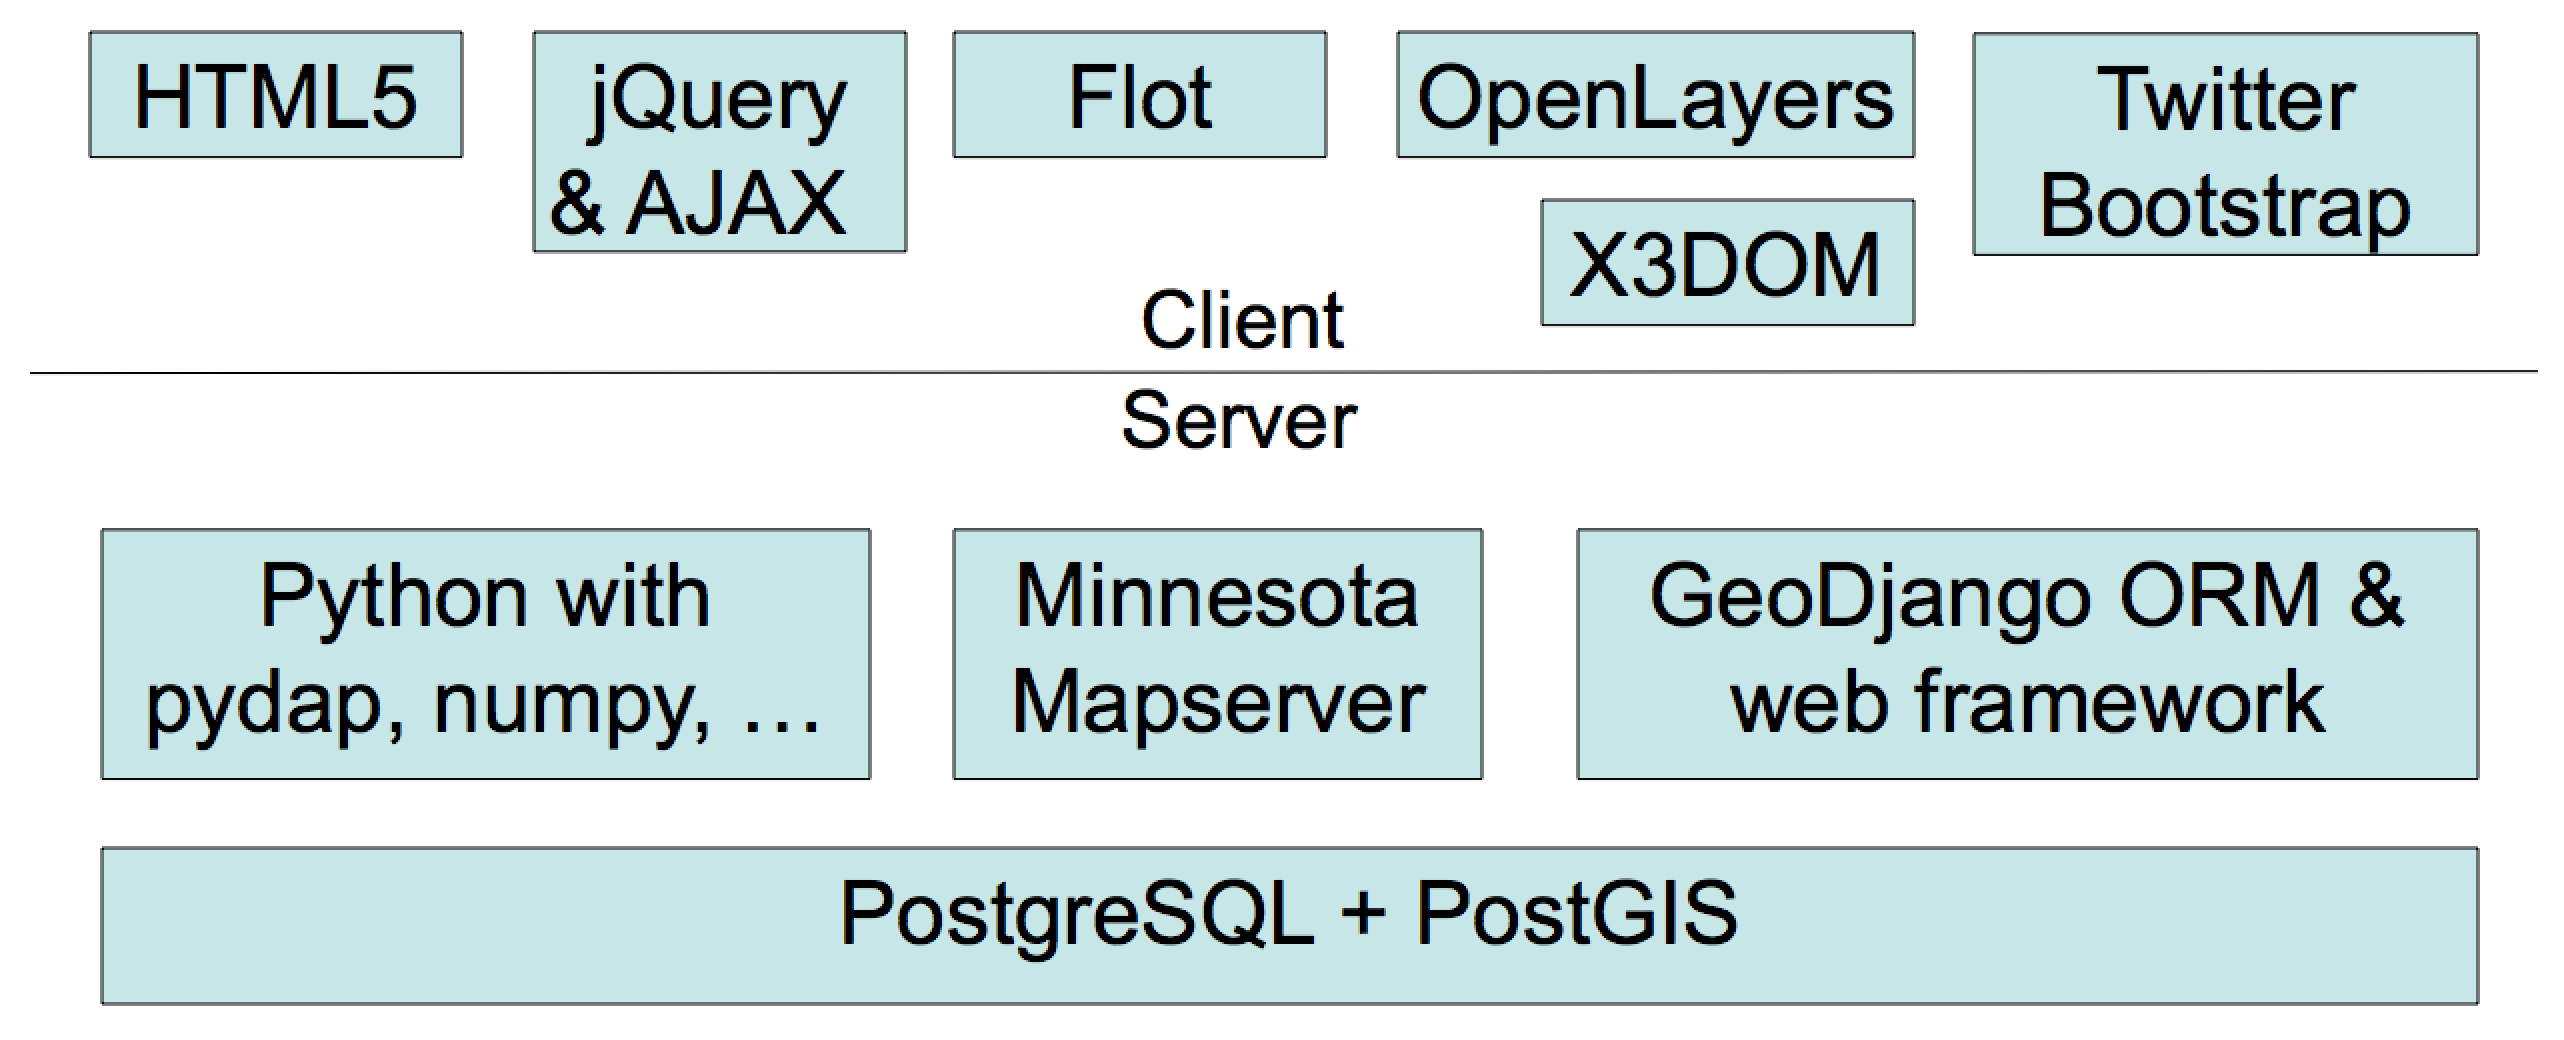 HTML5
jQuery
& AJAX
Flot
OpenLayers
Twitter
Bootstrap
X3DOM
Client
Server
Python with
pydap, numpy, …
Minnesota
Mapserver
GeoDjango ORM &
web framework
PostgreSQL + PostGIS